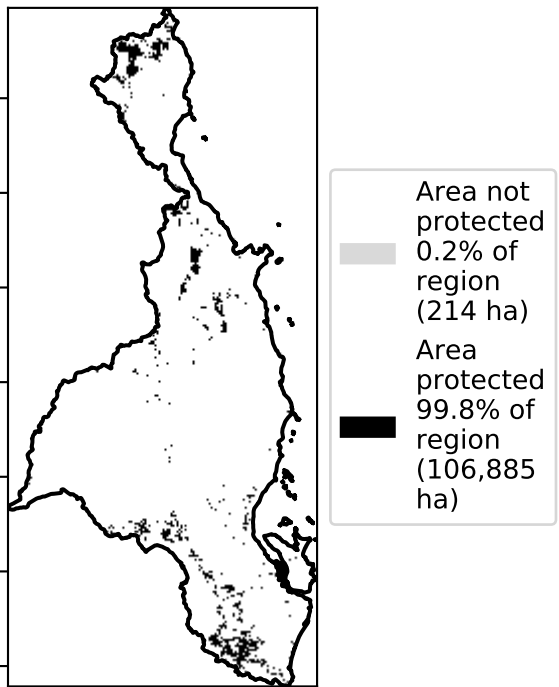 Area not
protected
0.2% of
region
(214 ha)
Area
protected
99.8% of
region
(106,885
ha)